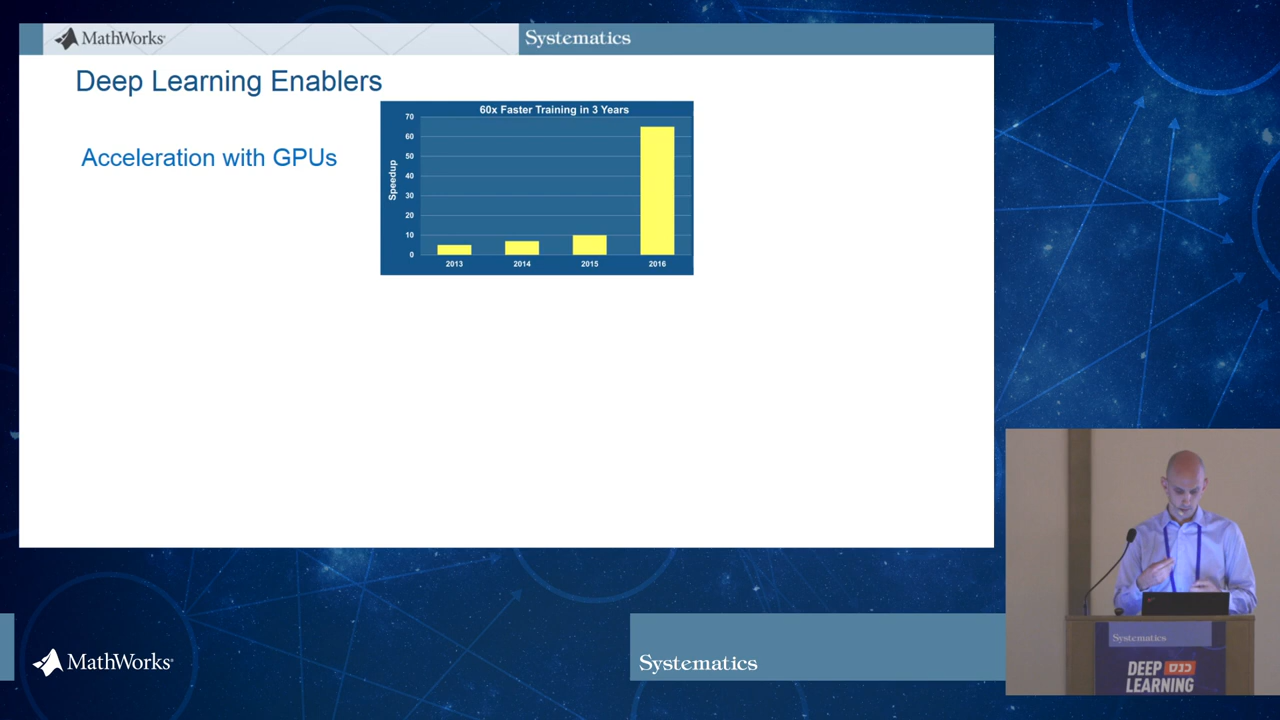 MathWorks®
Systematics
Deep Learning Enablers
Acceleration with GPUs
60x Faster Training in 3 Years
Speedup
70
60
50
40
30
20
10
0
2013
2014
2015
2016
MathWorks®
Systematics
Systematics
DEEP כנס
LEARNING